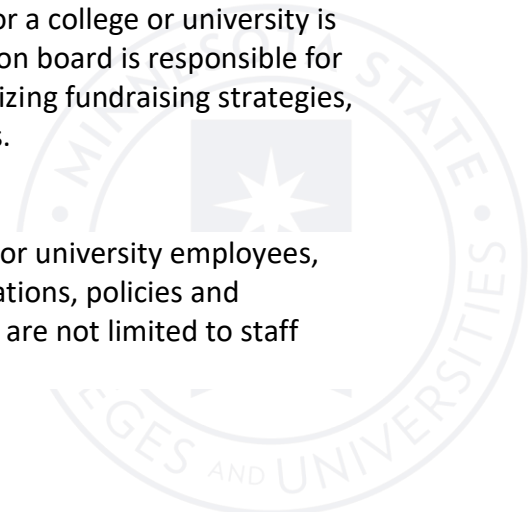 or a college or university is
on board is responsible for
izing fundraising strategies,
s.
or university employees,
ations, policies and
are not limited to staff
MINNESOTA STATE
EGES AND UNIVERSITIES